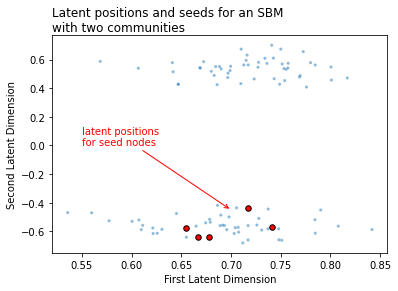 Latent positions and seeds for an SBM
with two communities
0.6
0.4
0.2
latent positions
for seed nodes
0.0
−0.2
−0.4
−0.6
Second Latent Dimension
0.55 0.60 0.65 0.70 0.75 0.80 0.85
First Latent Dimension